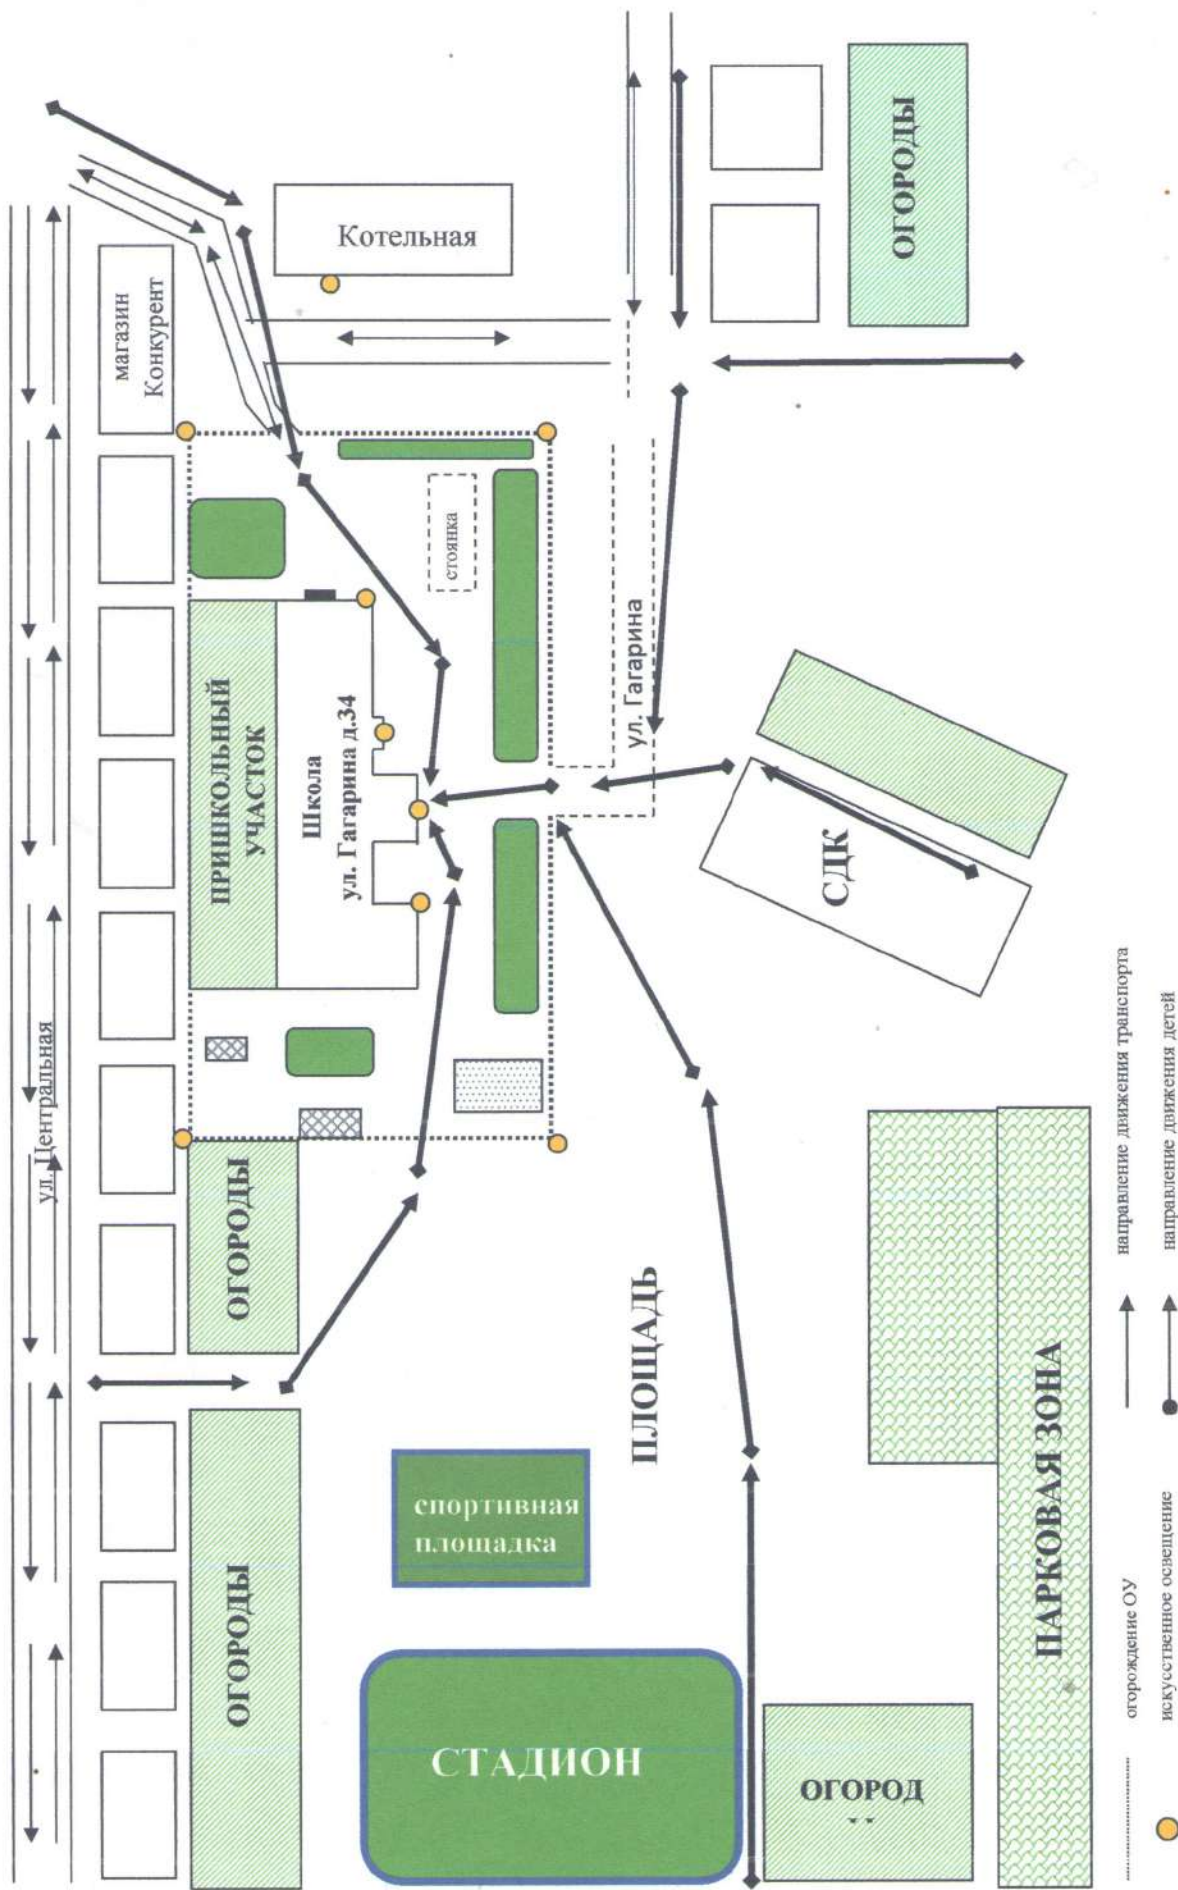 ул. Центральная
магазин
Конкурент
Котельная
ОГОРОДЫ
ПРИШКОЛЬНЫЙ
УЧАСТОК
Школа
ул. Гагарина д.34
стоянка
ул. Гагарина
СДК
ОГОРОДЫ
ОГОРОДЫ
ПЛОЩАДЬ
спортивная
площадка
СТАДИОН
ОГОРОД
ПАРКОВАЯ ЗОНА
огорождение ОУ
направление движения транспорта
искусственное освещение
направление движения детей